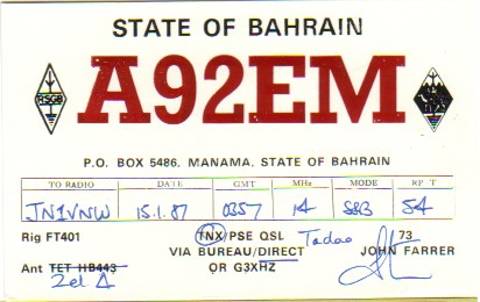 STATE OF BAHRAIN
A92EM
RSGB
P.O. BOX 5486, MANAMA, STATE OF BAHRAIN
TO RADIO DATE GMT MHz MODE RPT
JN1VNW 15.1.87 0357 14 SSB 54
Rig FT401 TNX/PSE QSL Tadao 73
VIA BUREAU/DIRECT JOHN FARRER
Ant TET HB443 OR G3XHZ
2el Δ